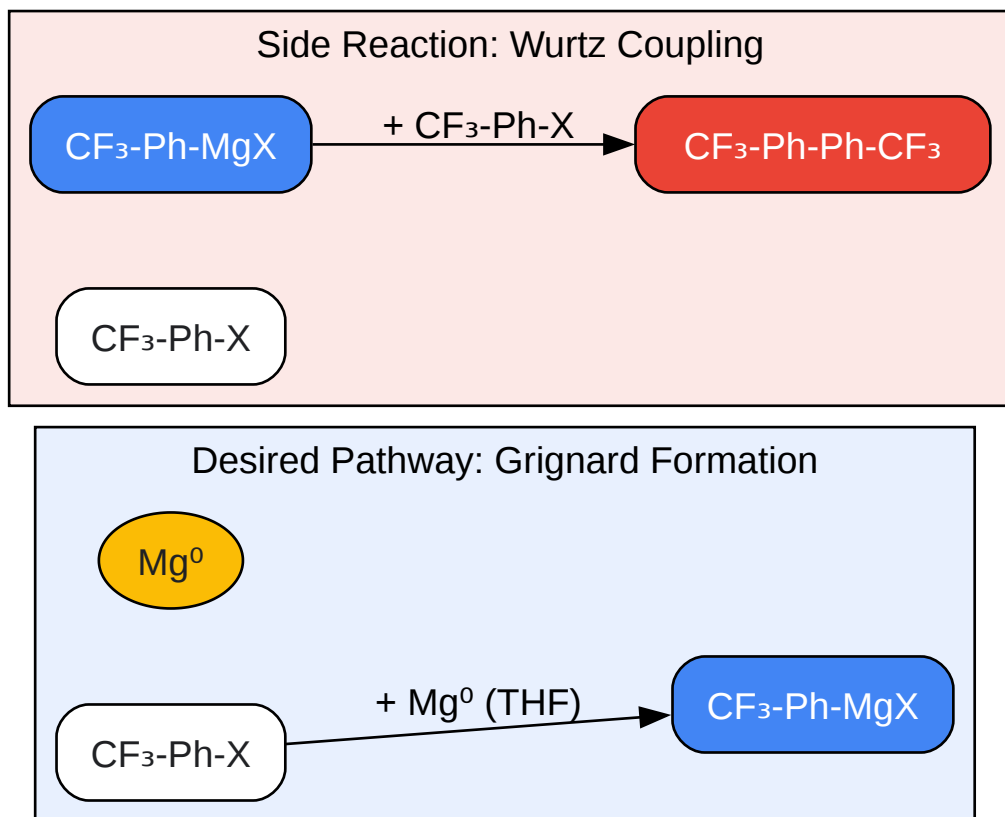 Side Reaction: Wurtz Coupling
CF₃-Ph-MgX
+ CF₃-Ph-X
CF₃-Ph-Ph-CF₃
CF₃-Ph-X
Desired Pathway: Grignard Formation
Mg⁰
CF₃-Ph-X
+ Mg⁰ (THF)
CF₃-Ph-MgX